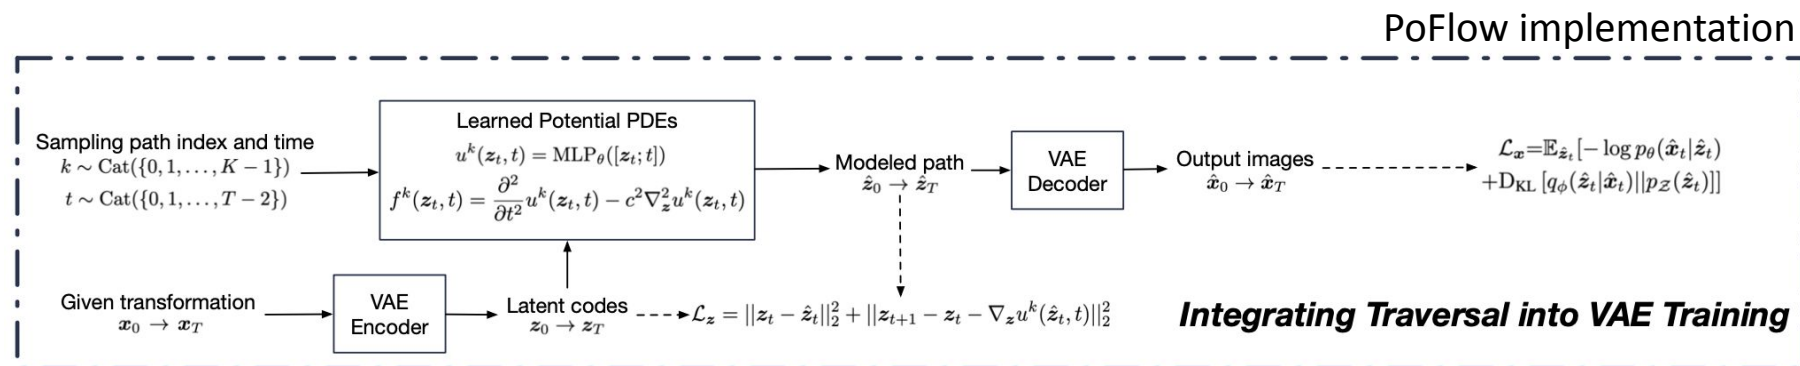 PoFlow implementation
Sampling path index and time
k ∼ Cat({0, 1, . . . , K − 1})
t ∼ Cat({0, 1, . . . , T − 2})
Learned Potential PDEs
u^k(z_t, t) = MLP_θ([z_t; t])
f^k(z_t, t) = ∂²/∂t² u^k(z_t, t) − c²∇²_z u^k(z_t, t)
Modeled path
ẑ_0 → ẑ_T
VAE
Decoder
Output images
x̂_0 → x̂_T
L_x=E_{ẑ_t}[− log p_θ(x̂_t|ẑ_t)
+D_KL [q_ϕ(ẑ_t|x̂_t)||p_Z(ẑ_t)]]
Given transformation
x_0 → x_T
VAE
Encoder
Latent codes
z_0 → z_T
L_z = ||z_t − ẑ_t||²_2 + ||z_{t+1} − z_t − ∇_z u^k(ẑ_t, t)||²_2
Integrating Traversal into VAE Training